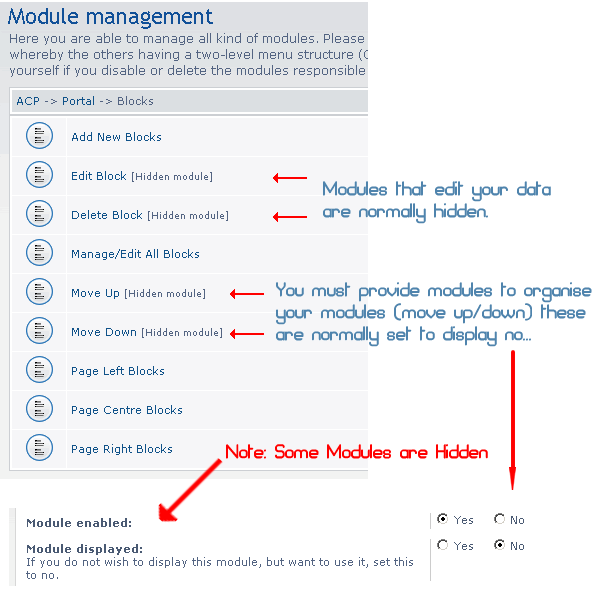 Module management
Here you are able to manage all kind of modules. Please
whereby the others having a two-level menu structure (
yourself if you disable or delete the modules responsible
ACP -> Portal -> Blocks
Add New Blocks
Edit Block [Hidden module]
Modules that edit your data
are normally hidden.
Delete Block [Hidden module]
Manage/Edit All Blocks
Move Up [Hidden module]
You must provide modules to organise
your modules (move up/down) these
are normally set to display no...
Move Down [Hidden module]
Page Left Blocks
Page Centre Blocks
Page Right Blocks
Note: Some Modules are Hidden
Module enabled: Yes No
Module displayed: Yes No
If you do not wish to display this module, but want to use it, set this
to no.